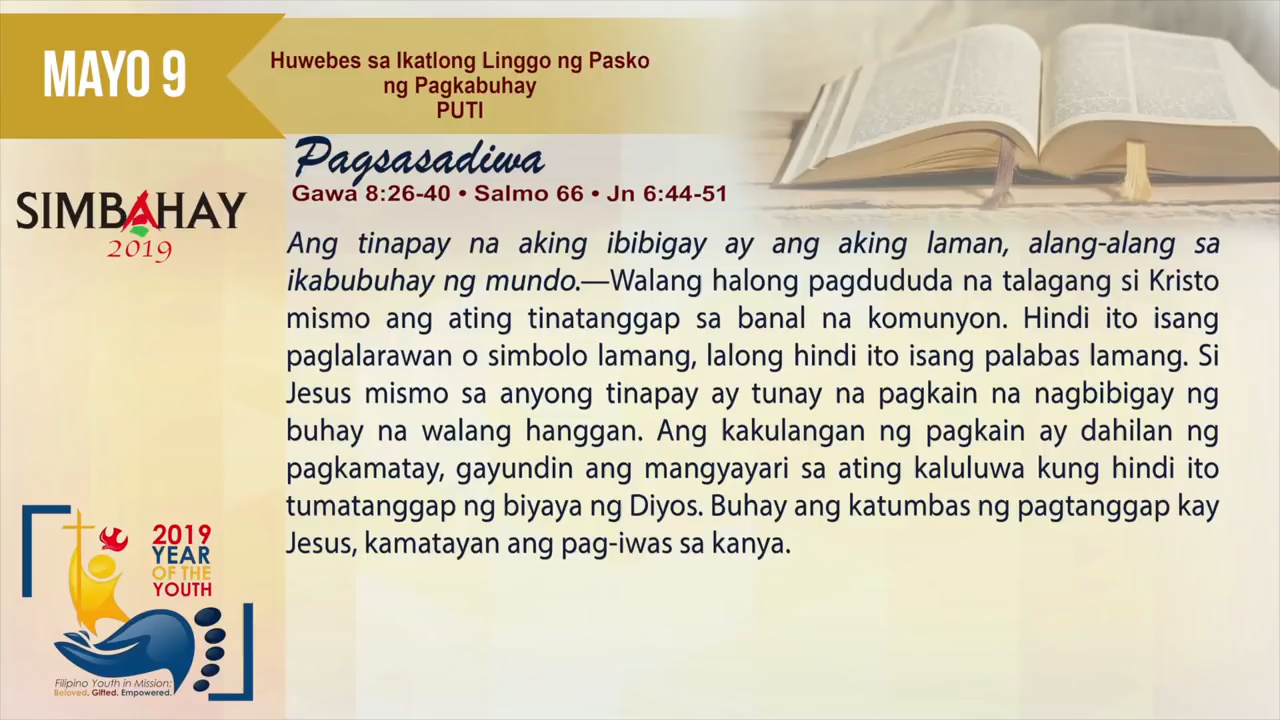 MAYO 9
Huwebes sa Ikatlong Linggo ng Pasko
ng Pagkabuhay
PUTI
Pagsasadiwa
Gawa 8:26-40 • Salmo 66 • Jn 6:44-51
SIMBAHAY
2019
Ang tinapay na aking ibibigay ay ang aking laman, alang-alang sa
ikabubuhay ng mundo.—Walang halong pagdududa na talagang si Kristo
mismo ang ating tinatanggap sa banal na komunyon. Hindi ito isang
paglalarawan o simbolo lamang, lalong hindi ito isang palabas lamang. Si
Jesus mismo sa anyong tinapay ay tunay na pagkain na nagbibigay ng
buhay na walang hanggan. Ang kakulangan ng pagkain ay dahilan ng
pagkamatay, gayundin ang mangyayari sa ating kaluluwa kung hindi ito
tumatanggap ng biyaya ng Diyos. Buhay ang katumbas ng pagtanggap kay
Jesus, kamatayan ang pag-iwas sa kanya.
2019
YEAR
OF THE
YOUTH
Filipino Youth in Mission:
Beloved. Gifted. Empowered.